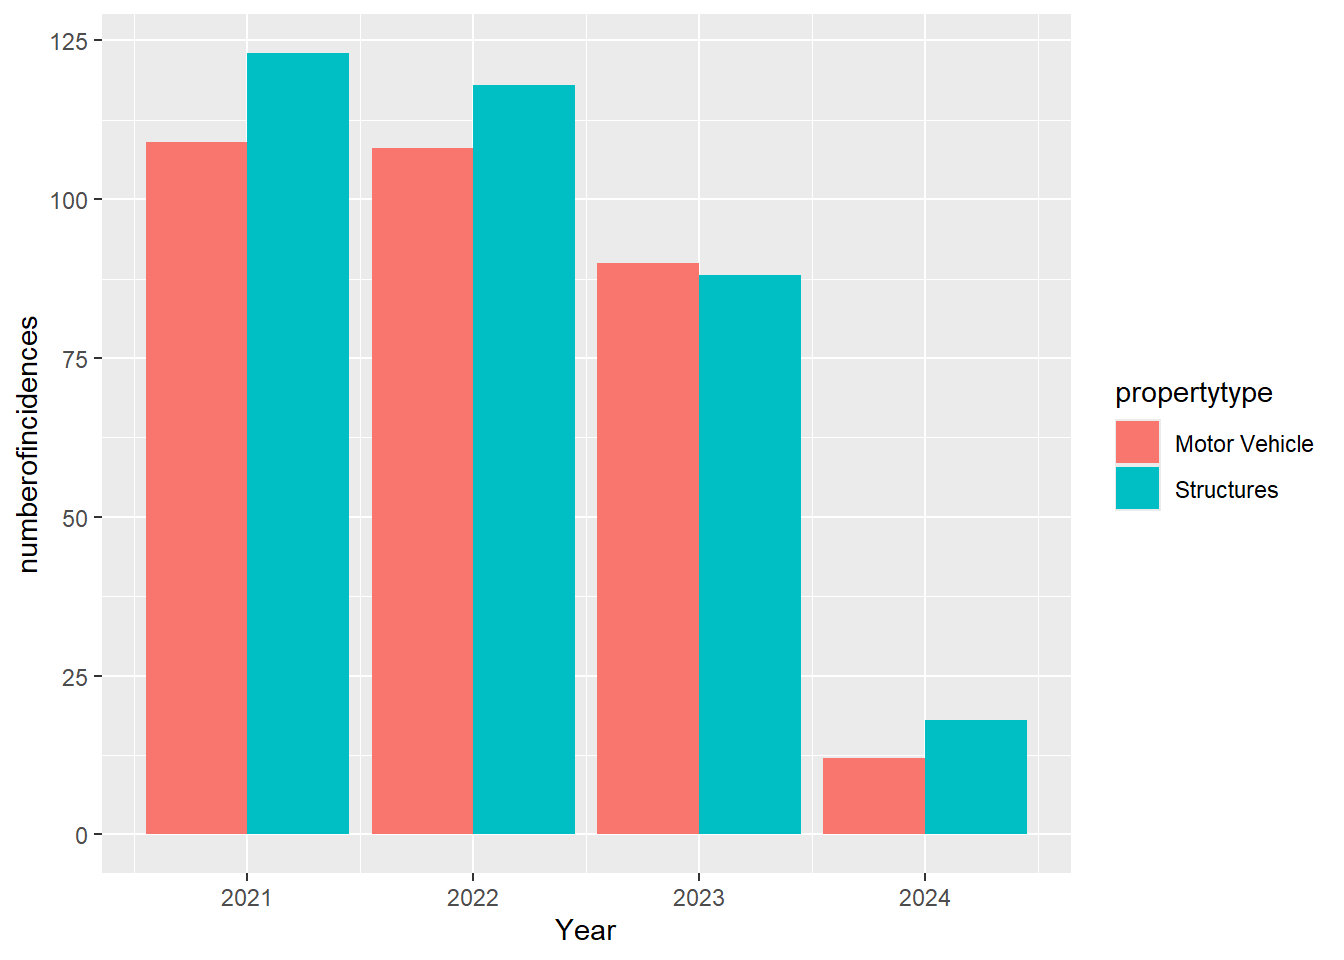 125
100
75
50
25
0
numberofincidences
2021 2022 2023 2024
Year
propertytype
Motor Vehicle
Structures